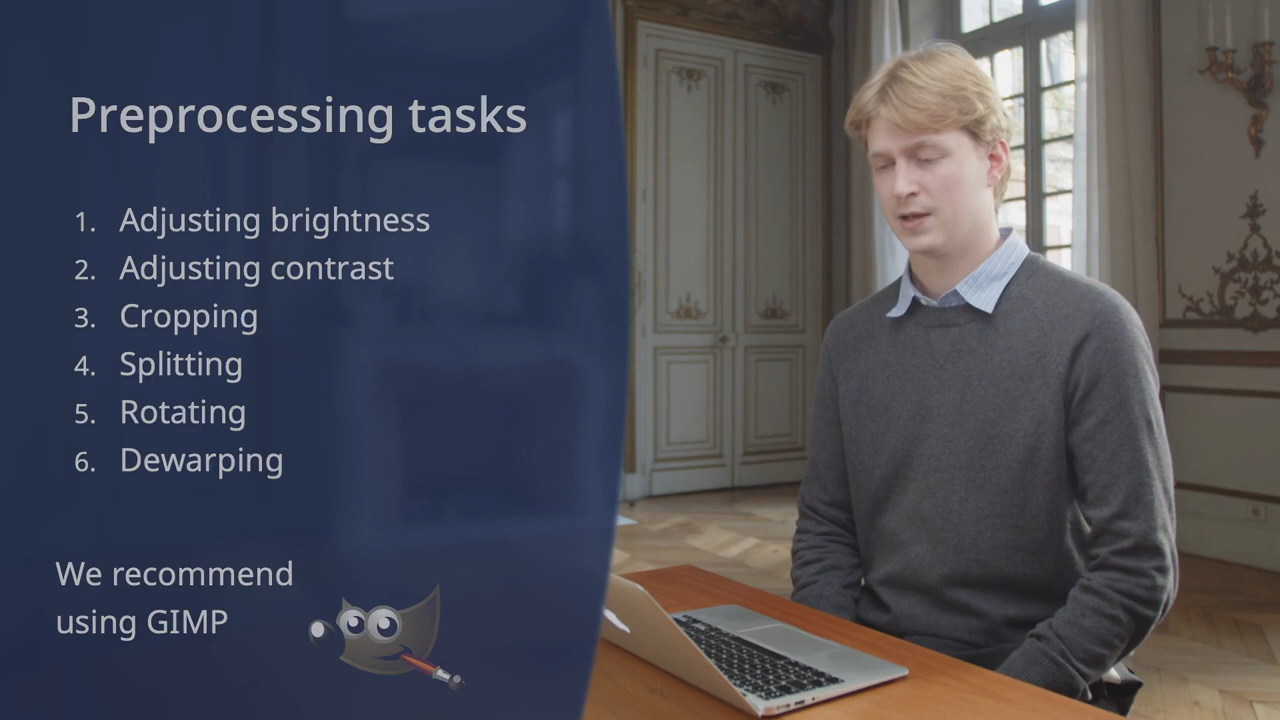 Preprocessing tasks
1. Adjusting brightness
2. Adjusting contrast
3. Cropping
4. Splitting
5. Rotating
6. Dewarping
We recommend
using GIMP